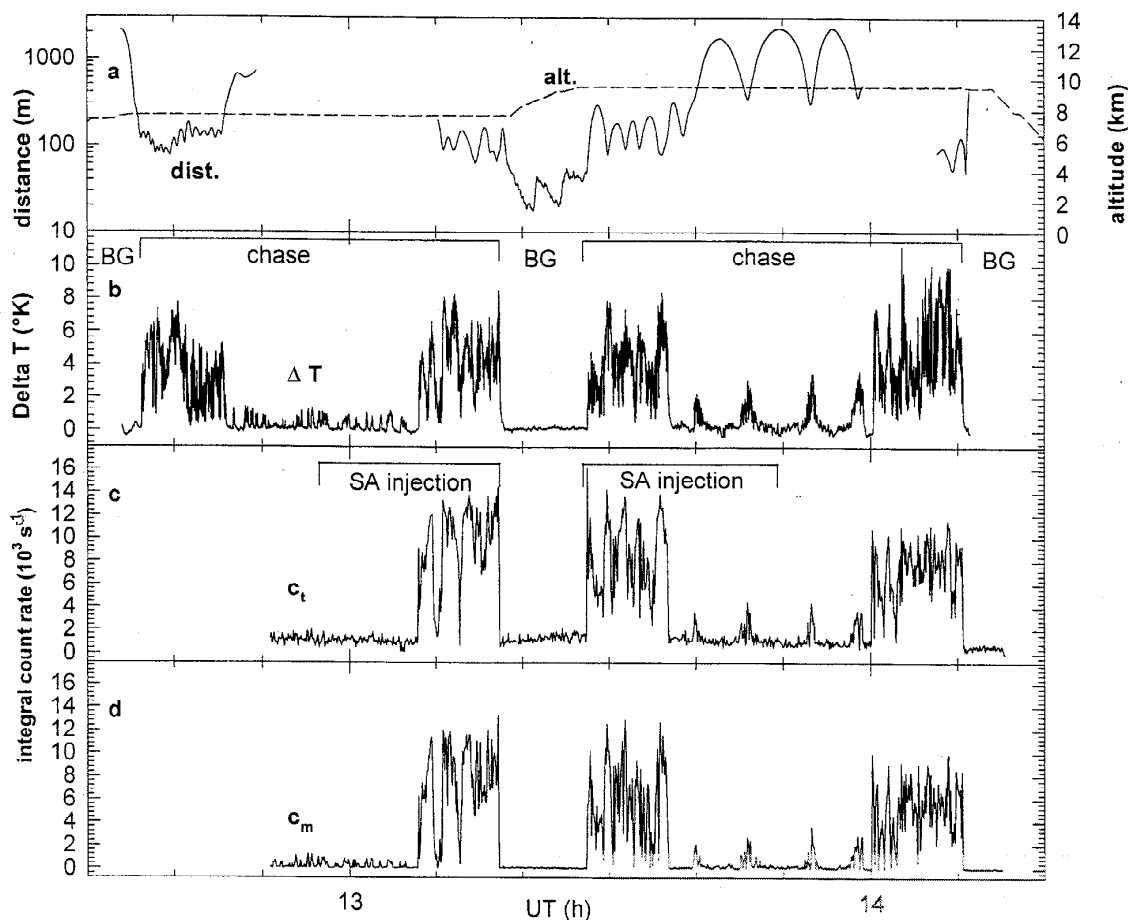 1000
100
10
distance (m)
a
dist.
alt.
14
12
10
8
6
4
2
0
altitude (km)
BG
chase
BG
chase
BG
b
10
8
6
4
2
0
Delta T (°K)
Δ T
16
14
12
10
8
6
4
2
0
c
SA injection
SA injection
c_t
integral count rate (10³ s⁻¹)
16
14
12
10
8
6
4
2
0
d
c_m
13
UT (h)
14